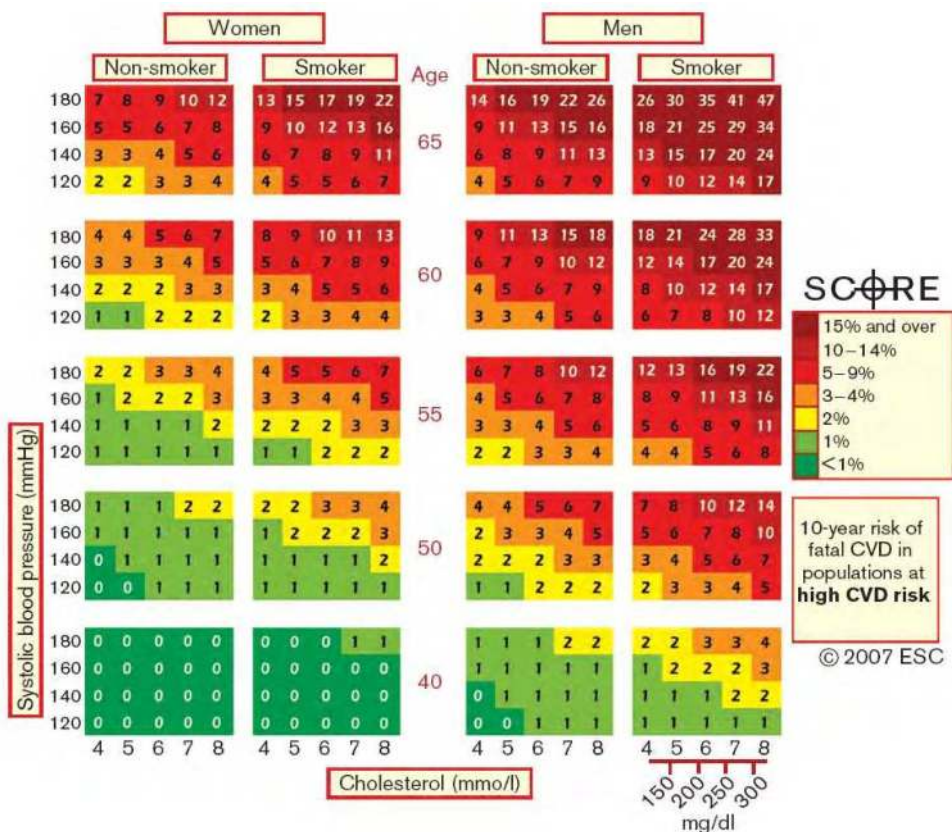 Women Men
Non-smoker Smoker Age Non-smoker Smoker
180 7 8 9 10 12 13 15 17 19 22 14 16 19 22 26 26 30 35 41 47
160 5 5 6 7 8 9 10 12 13 16 9 11 13 15 16 18 21 25 29 34
65
140 3 3 4 5 6 6 7 8 9 11 6 8 9 11 13 13 15 17 20 24
120 2 2 3 3 4 4 5 5 6 7 4 5 6 7 9 9 10 12 14 17
180 4 4 5 6 7 8 9 10 11 13 9 11 13 15 18 18 21 24 28 33
160 3 3 3 4 5 5 6 7 8 9 6 7 9 10 12 12 14 17 20 24
60
140 2 2 2 3 3 3 4 5 5 6 4 5 6 7 9 8 10 12 14 17
120 1 1 2 2 2 2 3 3 4 4 3 3 4 5 6 6 7 8 10 12
180 2 2 3 3 4 4 5 5 6 7 6 7 8 10 12 12 13 16 19 22
160 1 2 2 2 3 3 3 4 4 5 4 5 6 7 8 8 9 11 13 16
55
140 1 1 1 1 2 2 2 2 3 3 3 3 4 5 6 5 6 8 9 11
120 1 1 1 1 1 1 1 2 2 2 2 2 3 3 4 4 4 5 6 8
180 1 1 1 2 2 2 2 3 3 4 4 4 5 6 7 7 8 10 12 14
160 1 1 1 1 1 1 2 2 2 3 2 3 3 4 5 5 6 7 8 10
50
140 0 1 1 1 1 1 1 1 1 2 2 2 2 3 3 3 4 5 6 7
120 0 0 1 1 1 1 1 1 1 1 1 1 2 2 2 2 3 3 4 5
180 0 0 0 0 0 0 0 0 1 1 1 1 1 2 2 2 2 3 3 4
160 0 0 0 0 0 0 0 0 0 0 1 1 1 1 1 1 2 2 2 3
40
140 0 0 0 0 0 0 0 0 0 0 0 1 1 1 1 1 1 1 2 2
120 0 0 0 0 0 0 0 0 0 0 0 0 1 1 1 1 1 1 1 1
4 5 6 7 8 4 5 6 7 8
Systolic blood pressure (mmHg)
Cholesterol (mmo/l)
150 200 250 300
mg/dl
SCORE
15% and over
10–14%
5–9%
3–4%
2%
1%
<1%
10-year risk of
fatal CVD in
populations at
high CVD risk
© 2007 ESC